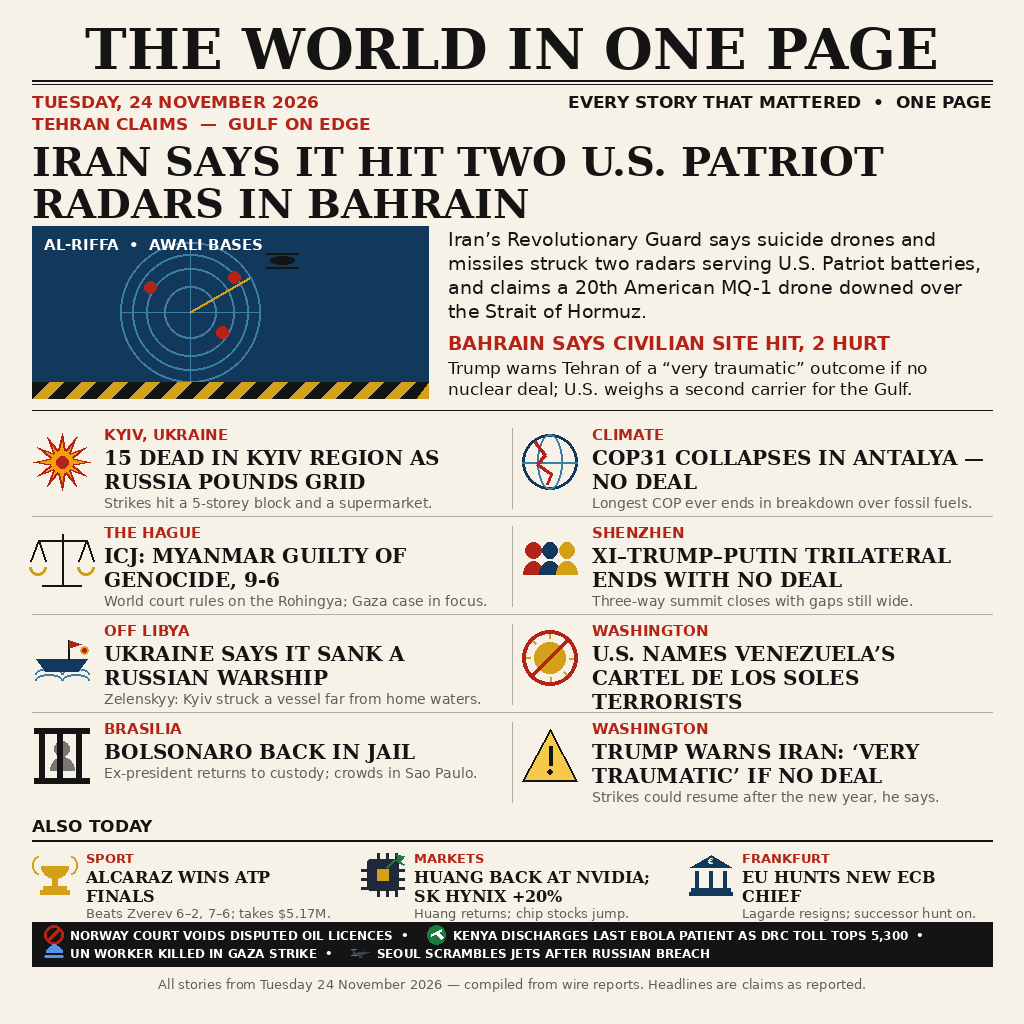 THE WORLD IN ONE PAGE
TUESDAY, 24 NOVEMBER 2026
EVERY STORY THAT MATTERED • ONE PAGE
TEHRAN CLAIMS — GULF ON EDGE
IRAN SAYS IT HIT TWO U.S. PATRIOT
RADARS IN BAHRAIN
AL-RIFFA • AWALI BASES
Iran’s Revolutionary Guard says suicide drones and
missiles struck two radars serving U.S. Patriot batteries,
and claims a 20th American MQ-1 drone downed over
the Strait of Hormuz.
BAHRAIN SAYS CIVILIAN SITE HIT, 2 HURT
Trump warns Tehran of a “very traumatic” outcome if no
nuclear deal; U.S. weighs a second carrier for the Gulf.
KYIV, UKRAINE
15 DEAD IN KYIV REGION AS
RUSSIA POUNDS GRID
Strikes hit a 5-storey block and a supermarket.
CLIMATE
COP31 COLLAPSES IN ANTALYA —
NO DEAL
Longest COP ever ends in breakdown over fossil fuels.
THE HAGUE
ICJ: MYANMAR GUILTY OF
GENOCIDE, 9-6
World court rules on the Rohingya; Gaza case in focus.
SHENZHEN
XI–TRUMP–PUTIN TRILATERAL
ENDS WITH NO DEAL
Three-way summit closes with gaps still wide.
OFF LIBYA
UKRAINE SAYS IT SANK A
RUSSIAN WARSHIP
Zelenskyy: Kyiv struck a vessel far from home waters.
WASHINGTON
U.S. NAMES VENEZUELA’S
CARTEL DE LOS SOLES
TERRORISTS
BRASILIA
BOLSONARO BACK IN JAIL
Ex-president returns to custody; crowds in Sao Paulo.
WASHINGTON
TRUMP WARNS IRAN: ‘VERY
TRAUMATIC’ IF NO DEAL
Strikes could resume after the new year, he says.
ALSO TODAY
SPORT
ALCARAZ WINS ATP
FINALS
Beats Zverev 6–2, 7–6; takes $5.17M.
MARKETS
HUANG BACK AT NVIDIA;
SK HYNIX +20%
Huang returns; chip stocks jump.
€
FRANKFURT
EU HUNTS NEW ECB
CHIEF
Lagarde resigns; successor hunt on.
NORWAY COURT VOIDS DISPUTED OIL LICENCES • KENYA DISCHARGES LAST EBOLA PATIENT AS DRC TOLL TOPS 5,300 •
UN WORKER KILLED IN GAZA STRIKE • SEOUL SCRAMBLES JETS AFTER RUSSIAN BREACH
All stories from Tuesday 24 November 2026 — compiled from wire reports. Headlines are claims as reported.